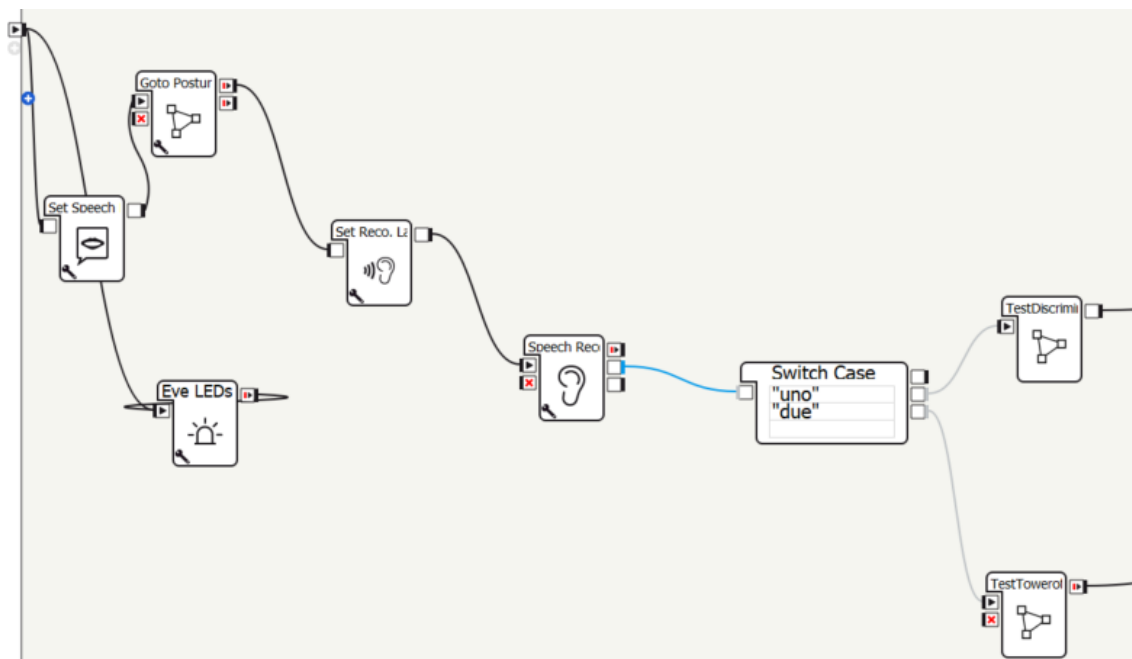 Goto Postur
Set Speech
Set Reco. La
Speech Reco
Switch Case
"uno"
"due"
TestDiscrimi
Eye LEDs
TestTowerol